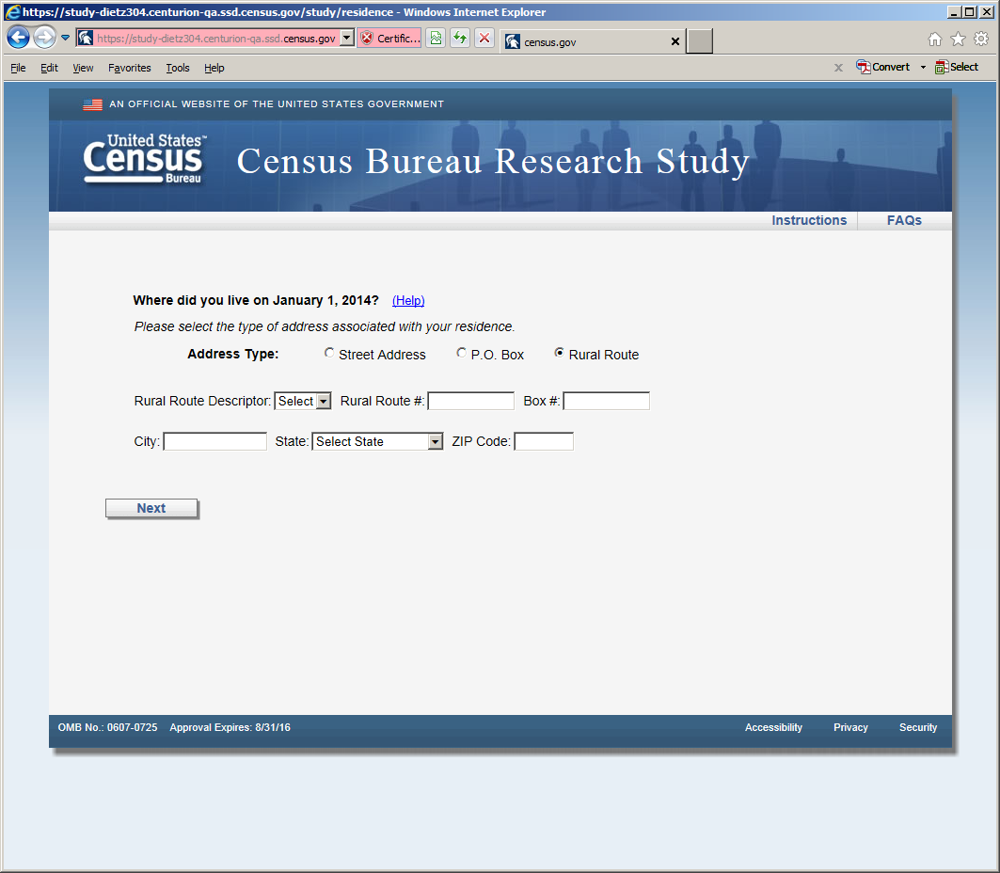 https://study-dietz304.centurion-qa.ssd.census.gov/study/residence - Windows Internet Explorer
https://study-dietz304.centurion-qa.ssd.census.gov Certific... census.gov
File Edit View Favorites Tools Help x Convert Select
AN OFFICIAL WEBSITE OF THE UNITED STATES GOVERNMENT
United States™
Census
Bureau
Census Bureau Research Study
Instructions FAQs
Where did you live on January 1, 2014? (Help)
Please select the type of address associated with your residence.
Address Type: Street Address P.O. Box Rural Route
Rural Route Descriptor: Select Rural Route #: Box #:
City: State: Select State ZIP Code:
Next
OMB No.: 0607-0725 Approval Expires: 8/31/16 Accessibility Privacy Security